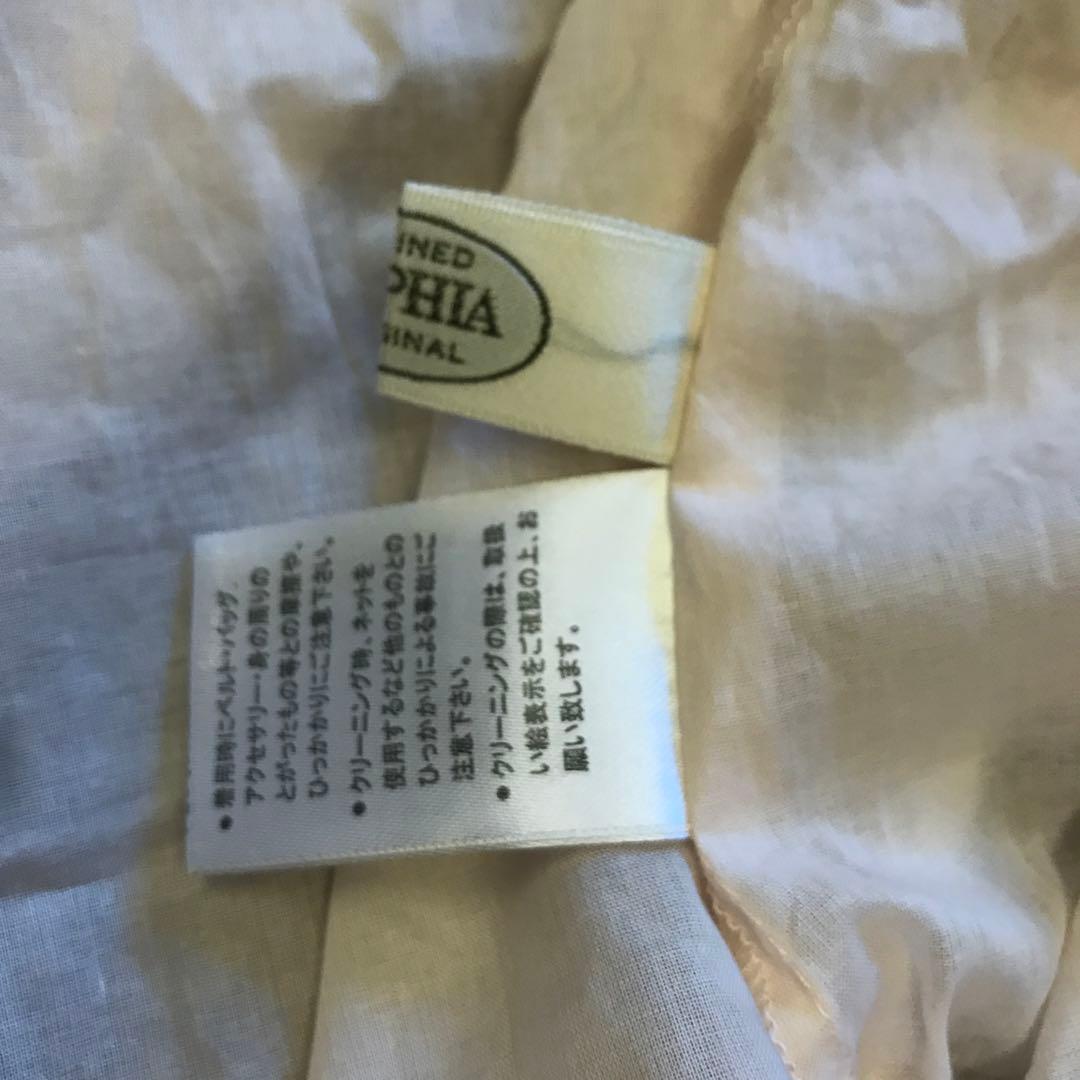 INED
PHIA
GINAL
●着用時にベルト・バッグ、
アクセサリー・身の周りの
とがったもの等との摩擦や、
ひっかかりにご注意下さい。
●クリーニング時、ネットを
使用するなど他のものとの
ひっかかりによる事故にご
注意下さい。
●クリーニングの際は、取扱
い絵表示をご確認の上、お
願い致します。